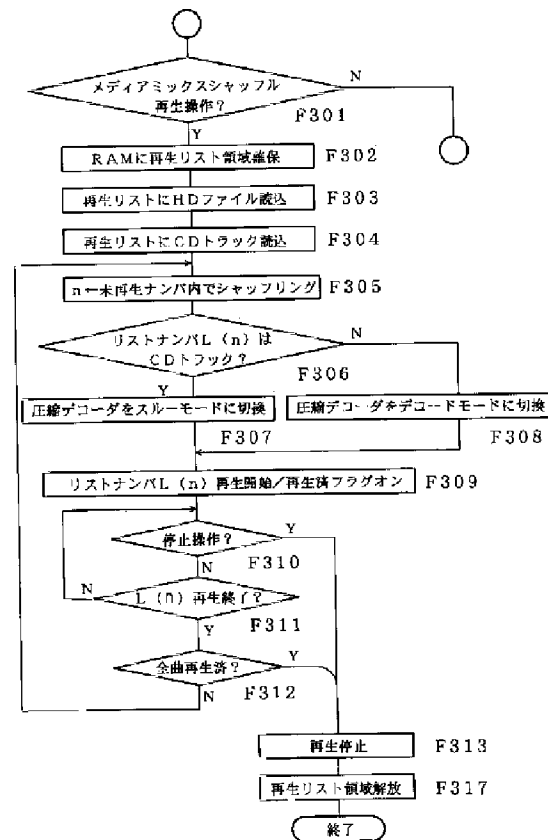 メディアミックスシャッフル
再生操作？
N
F301
Y
RAMに再生リスト領域確保
F302
再生リストにHDファイル読込
F303
再生リストにCDトラック読込
F304
n←未再生ナンバ内でシャッフリング
F305
リストナンバL（n）は
CDトラック？
N
F306
Y
圧縮デコーダをスルーモードに切換
F307
圧縮デコーダをデコードモードに切換
F308
リストナンバL（n）再生開始／再生済フラグオン
F309
停止操作？
Y
F310
N
L（n）再生終了？
N
F311
Y
全曲再生済？
Y
F312
N
再生停止
F313
再生リスト領域解放
F317
終了